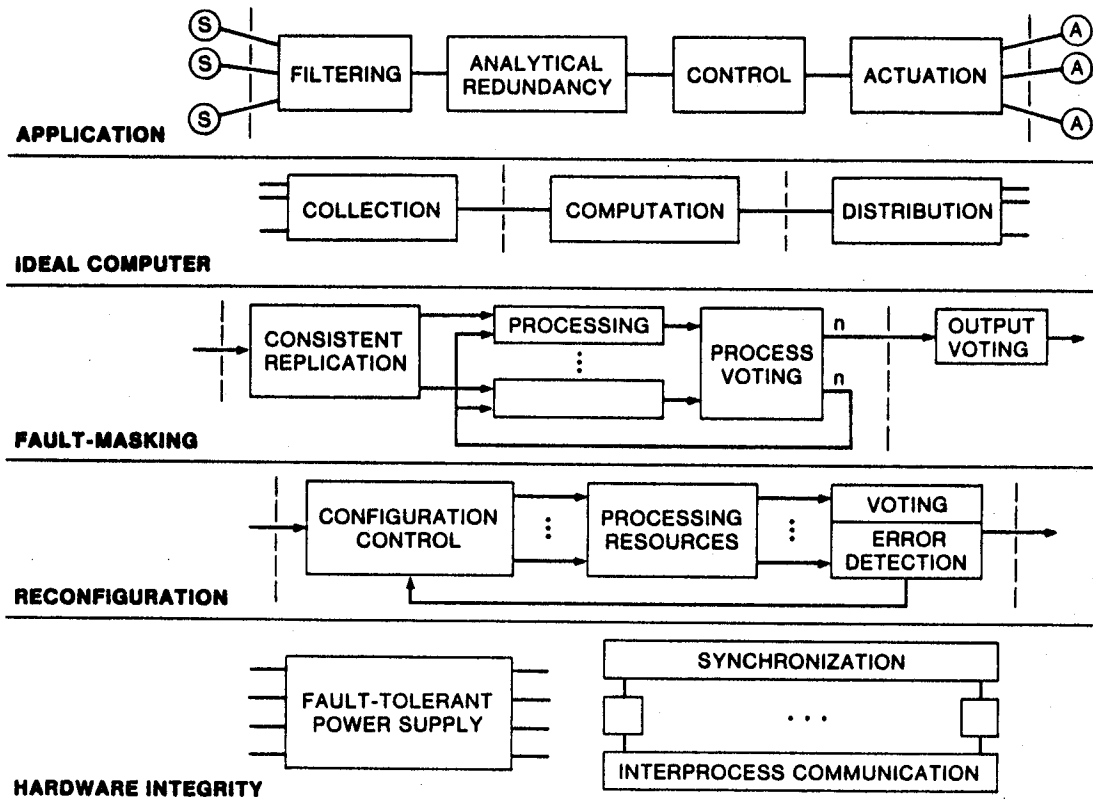 S
S
S
FILTERING
ANALYTICAL
REDUNDANCY
CONTROL
ACTUATION
A
A
A
APPLICATION
COLLECTION
COMPUTATION
DISTRIBUTION
IDEAL COMPUTER
CONSISTENT
REPLICATION
PROCESSING
PROCESS
VOTING
n
n
OUTPUT
VOTING
FAULT-MASKING
CONFIGURATION
CONTROL
PROCESSING
RESOURCES
VOTING
ERROR
DETECTION
RECONFIGURATION
FAULT-TOLERANT
POWER SUPPLY
SYNCHRONIZATION
INTERPROCESS COMMUNICATION
HARDWARE INTEGRITY